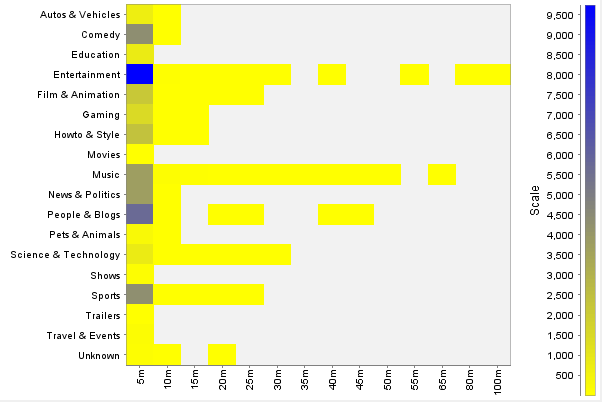 Autos & Vehicles
Comedy
Education
Entertainment
Film & Animation
Gaming
Howto & Style
Movies
Music
News & Politics
People & Blogs
Pets & Animals
Science & Technology
Shows
Sports
Trailers
Travel & Events
Unknown
5m 10m 15m 20m 25m 30m 35m 40m 45m 50m 55m 65m 80m 100m
Scale
9,500
9,000
8,500
8,000
7,500
7,000
6,500
6,000
5,500
5,000
4,500
4,000
3,500
3,000
2,500
2,000
1,500
1,000
500